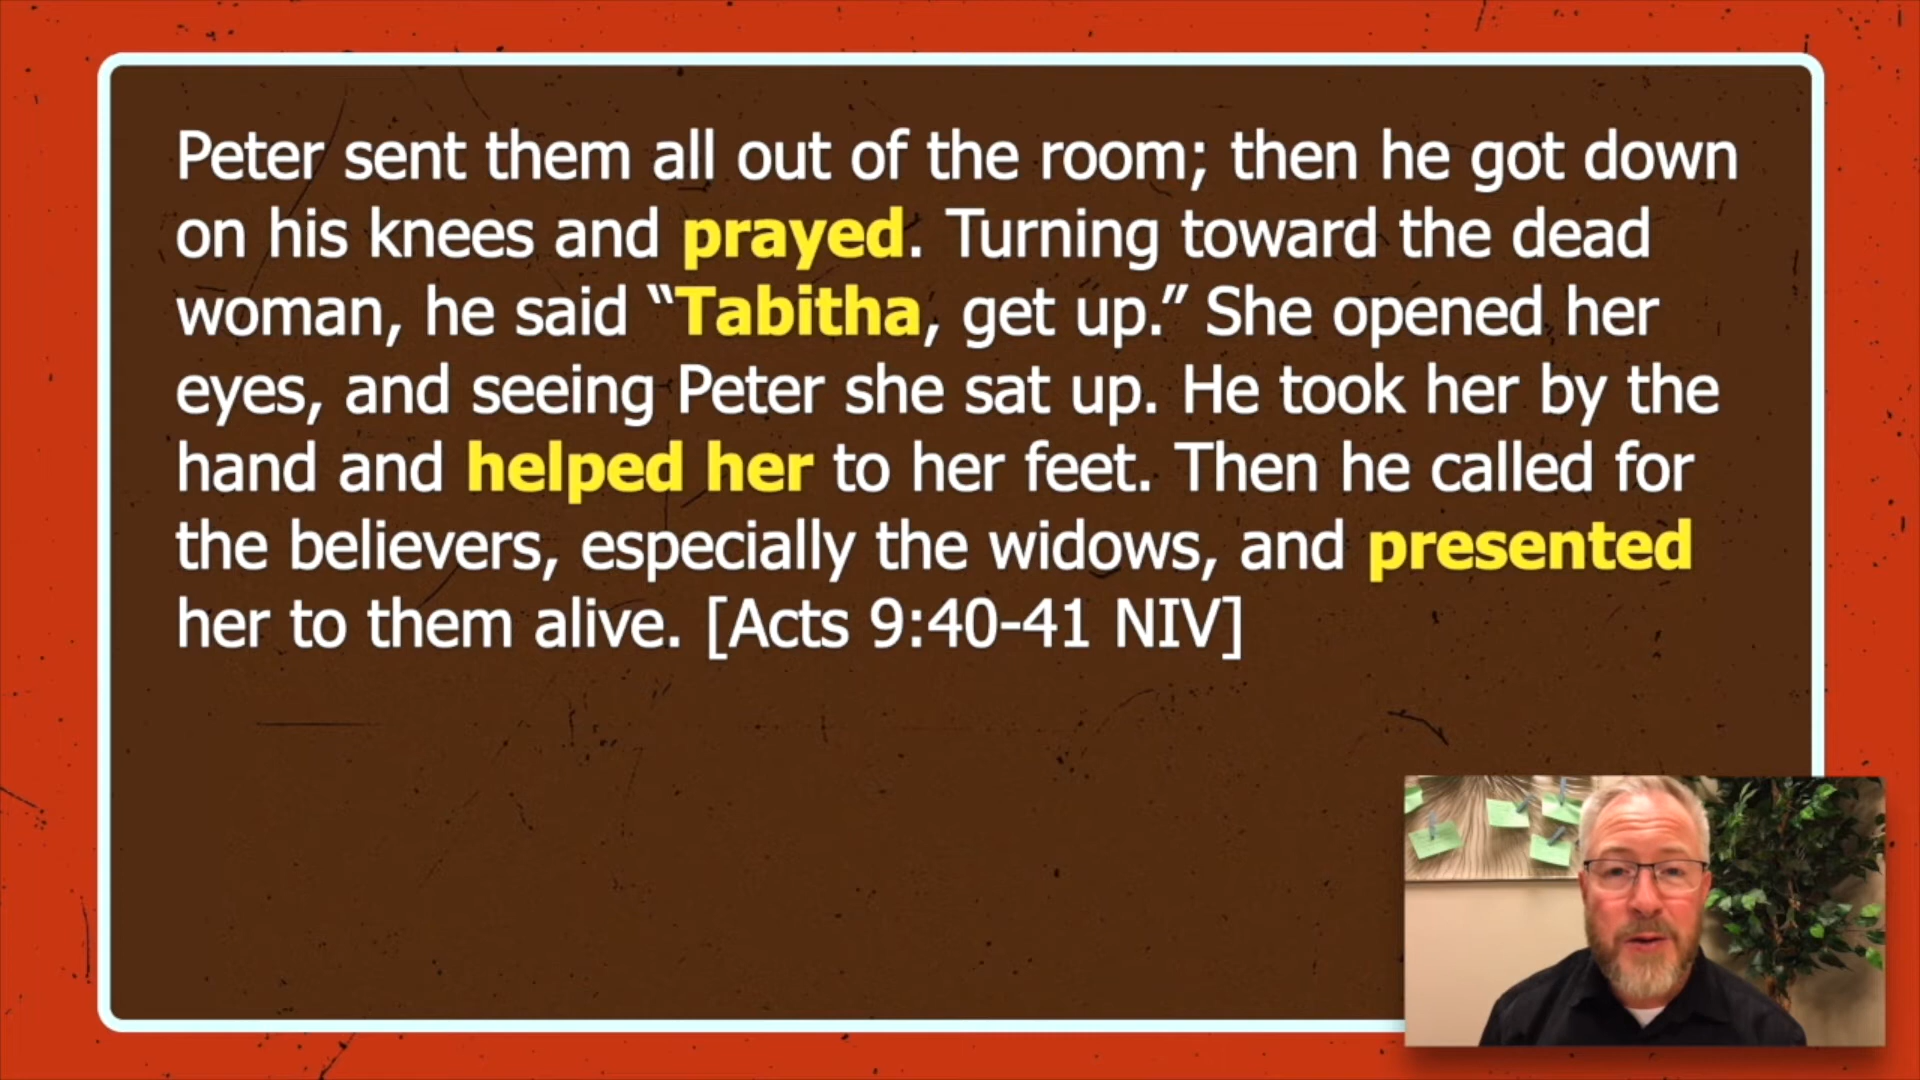 Peter sent them all out of the room; then he got down
on his knees and prayed. Turning toward the dead
woman, he said “Tabitha, get up.” She opened her
eyes, and seeing Peter she sat up. He took her by the
hand and helped her to her feet. Then he called for
the believers, especially the widows, and presented
her to them alive. [Acts 9:40-41 NIV]